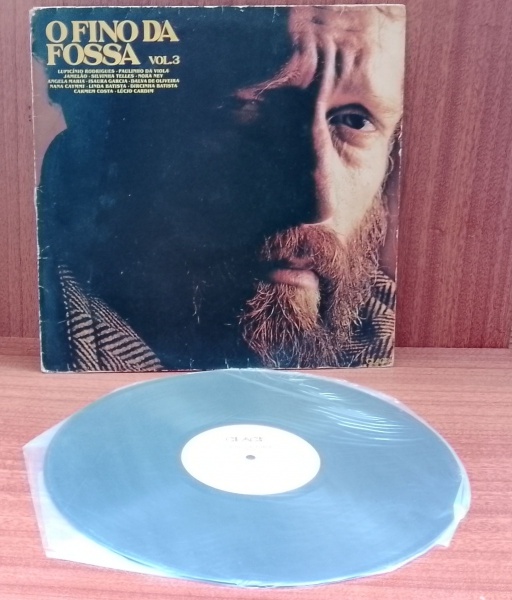 O FINO DA
FOSSA VOL.3
LUPICÍNIO RODRIGUES - PAULINHO DA VIOLA
JAMELÃO - SILVINHA TELLES - NORA NEY
ANGELA MARIA - ISAURA GARCIA - DALVA DE OLIVEIRA
NANA CAYMMI - LINDA BATISTA - DIRCINHA BATISTA
CARMEM COSTA - LÚCIO CARDIM